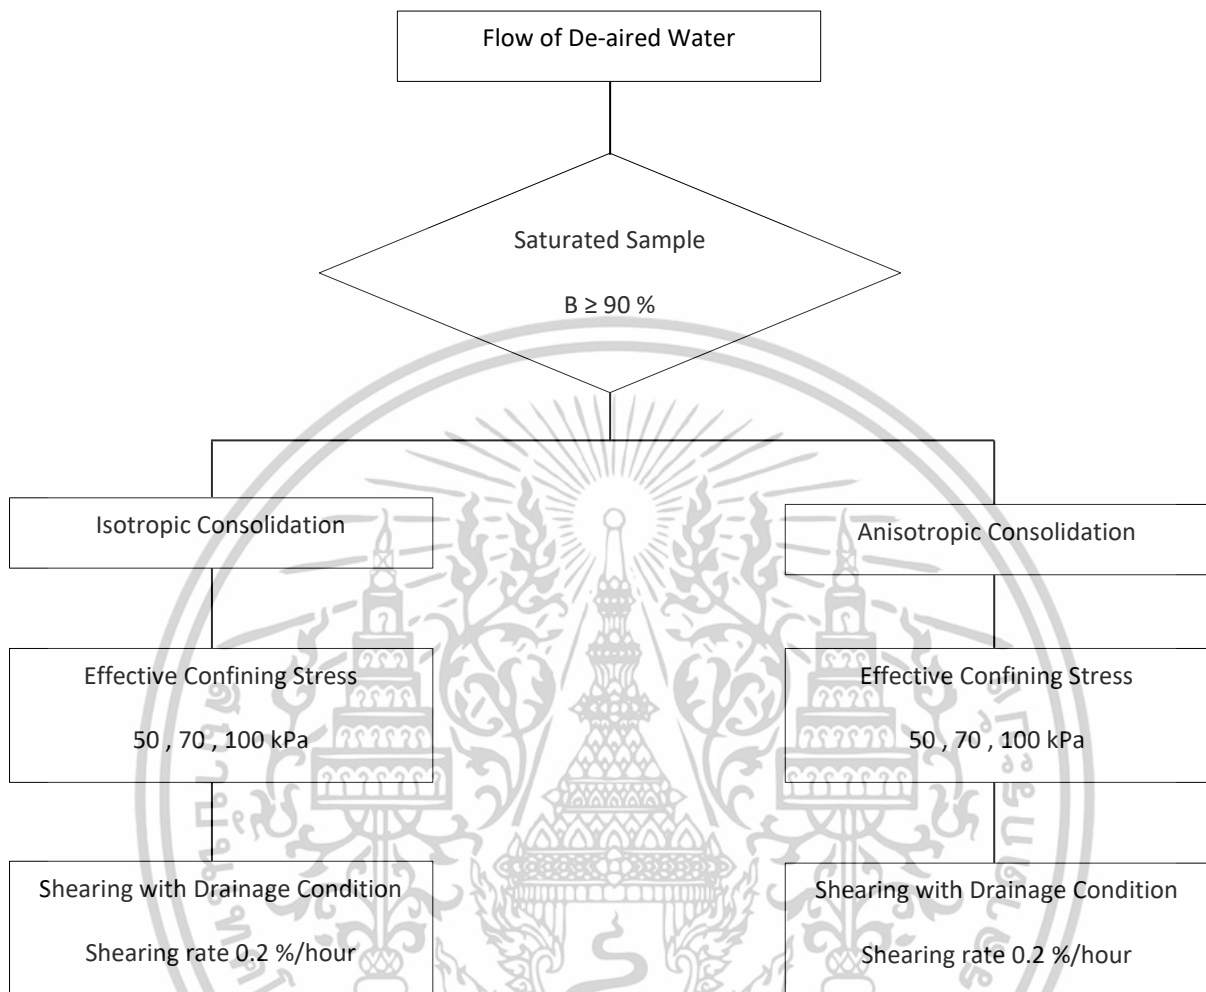 Flow of De-aired Water
Saturated Sample
B ≥ 90 %
Isotropic Consolidation
Anisotropic Consolidation
Effective Confining Stress
50 , 70 , 100 kPa
Effective Confining Stress
50 , 70 , 100 kPa
Shearing with Drainage Condition
Shearing rate 0.2 %/hour
Shearing with Drainage Condition
Shearing rate 0.2 %/hour